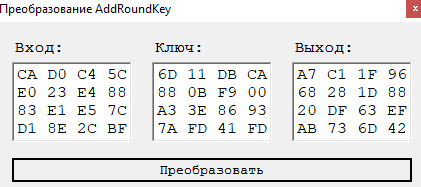 Преобразование AddRoundKey
Вход: Ключ: Выход:
CA D0 C4 5C 6D 11 DB CA A7 C1 1F 96
E0 23 E4 88 88 0B F9 00 68 28 1D 88
83 E1 E5 7C A3 3E 86 93 20 DF 63 EF
D1 8E 2C BF 7A FD 41 FD AB 73 6D 42
Преобразовать